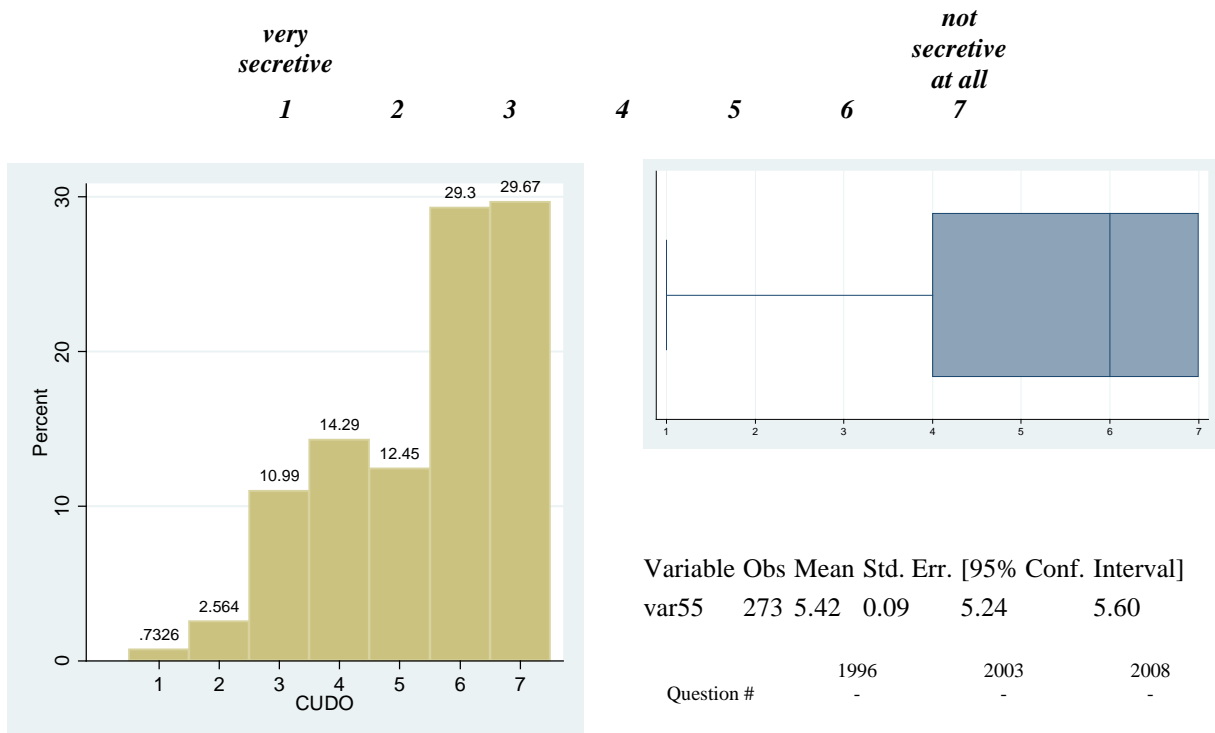 very
secretive
not
secretive
at all
1 2 3 4 5 6 7
30
20
10
0
Percent
.7326
2.564
10.99
14.29
12.45
29.3
29.67
1 2 3 4 5 6 7
CUDO
1 2 3 4 5 6 7
Variable Obs Mean Std. Err. [95% Conf. Interval]
var55 273 5.42 0.09 5.24 5.60
1996 2003 2008
Question # - - -